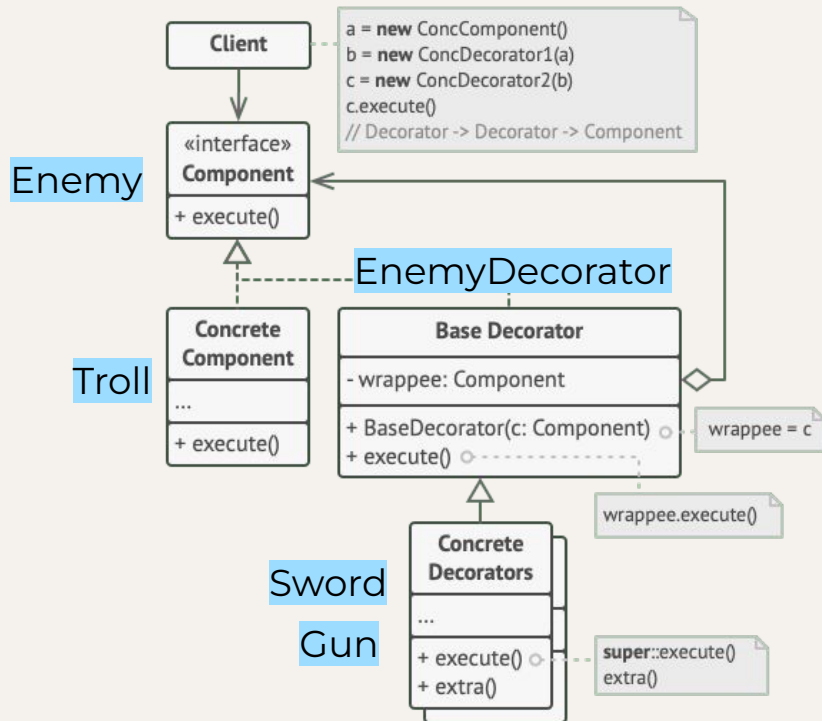 Client
a = new ConcComponent()
b = new ConcDecorator1(a)
c = new ConcDecorator2(b)
c.execute()
// Decorator -> Decorator -> Component
Enemy
«interface»
Component
+ execute()
EnemyDecorator
Troll
Concrete
Component
...
+ execute()
Base Decorator
- wrappee: Component
+ BaseDecorator(c: Component)
+ execute()
wrappee = c
wrappee.execute()
Sword
Gun
Concrete
Decorators
...
+ execute()
+ extra()
super::execute()
extra()